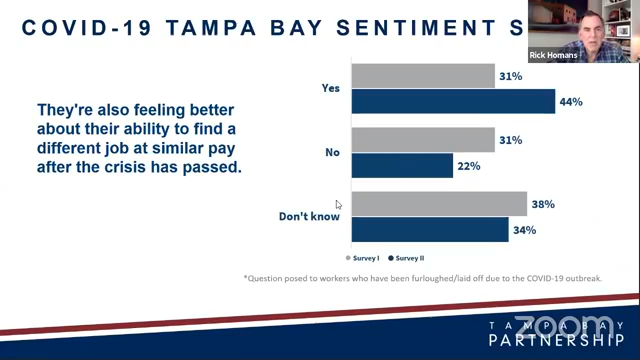 COVID-19 TAMPA BAY SENTIMENT S
Rick Homans
They're also feeling better
about their ability to find a
different job at similar pay
after the crisis has passed.
Yes
31%
44%
No
31%
22%
Don't know
38%
34%
Survey I Survey II
*Question posed to workers who have been furloughed/laid off due to the COVID-19 outbreak.
zoom
TAMPA BAY
PARTNERSHIP